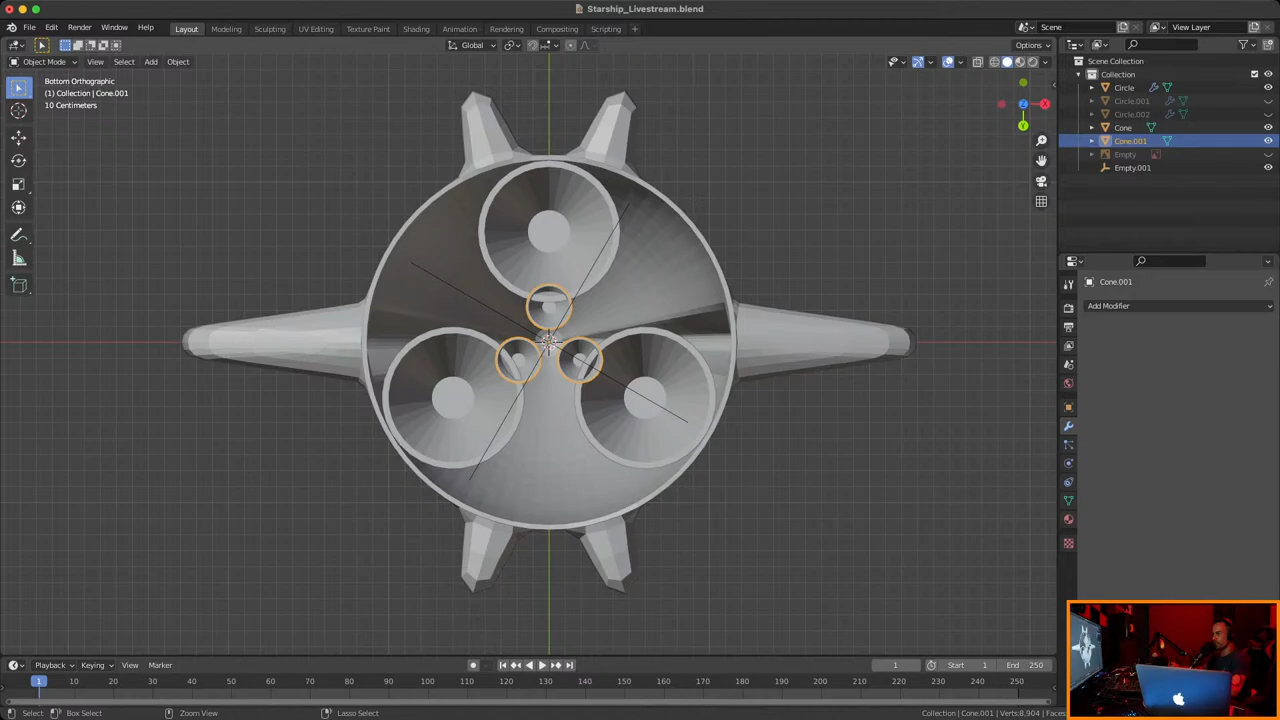 Starship_Livestream.blend
File Edit Render Window Help
Layout Modeling Sculpting UV Editing Texture Paint Shading Animation Rendering Compositing Scripting
Scene
View Layer
Global
Options
Object Mode View Select Add Object
Bottom Orthographic
(1) Collection | Cone.001
10 Centimeters
X
Y
Z
Scene Collection
Collection
Circle
Circle.001
Circle.002
Cone
Cone.001
Empty
Empty.001
Cone.001
Add Modifier
Playback Keying View Marker
1
Start 1
End 250
1 10 20 30 40 50 60 70 80 90 100 110 120 130 140 150 160 170 180 190 200 210 220 230 240 250
Select Box Select Zoom View Lasso Select
Collection | Cone.001 | Verts:8,904 | Faces: